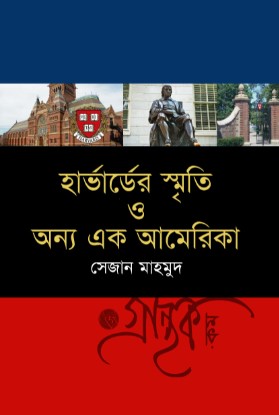 হার্ভার্ডের স্মৃতি
ও
অন্য এক আমেরিকা
সেজান মাহমুদ